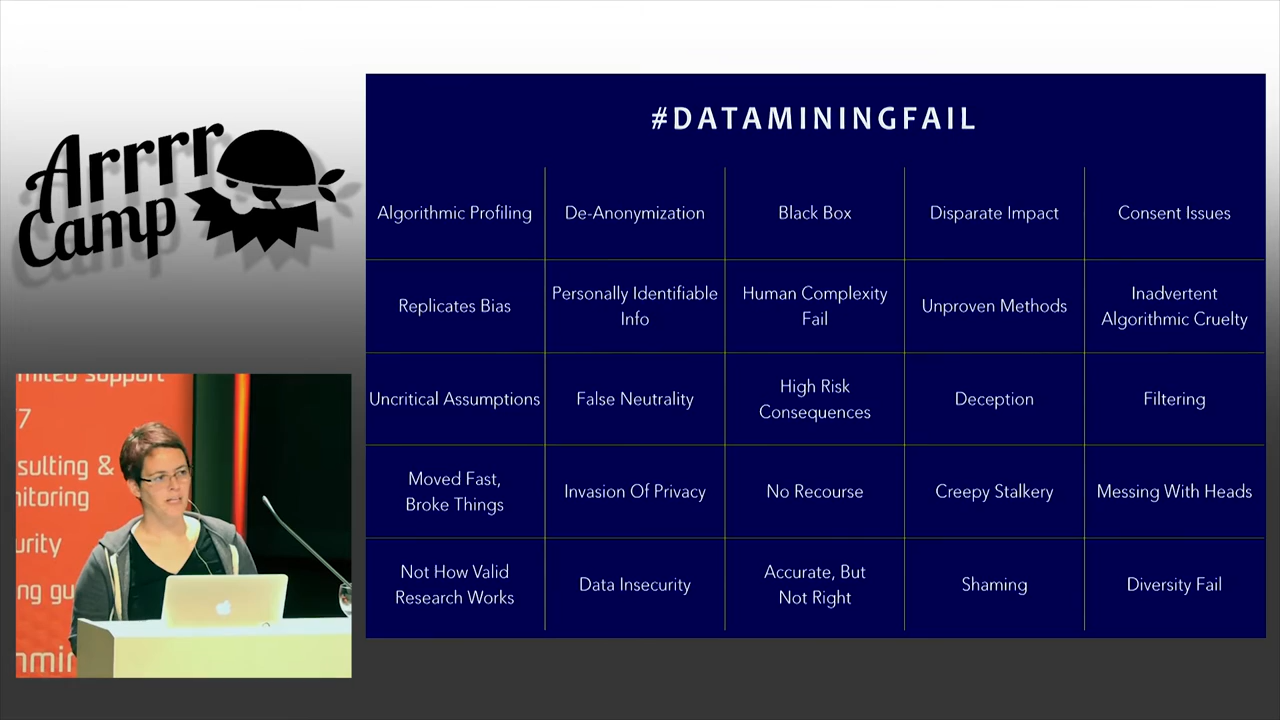 Arrrr
Camp
#DATAMININGFAIL
Algorithmic Profiling
De-Anonymization
Black Box
Disparate Impact
Consent Issues
Replicates Bias
Personally Identifiable
Info
Human Complexity
Fail
Unproven Methods
Inadvertent
Algorithmic Cruelty
Uncritical Assumptions
False Neutrality
High Risk
Consequences
Deception
Filtering
Moved Fast,
Broke Things
Invasion Of Privacy
No Recourse
Creepy Stalkery
Messing With Heads
Not How Valid
Research Works
Data Insecurity
Accurate, But
Not Right
Shaming
Diversity Fail
support
7